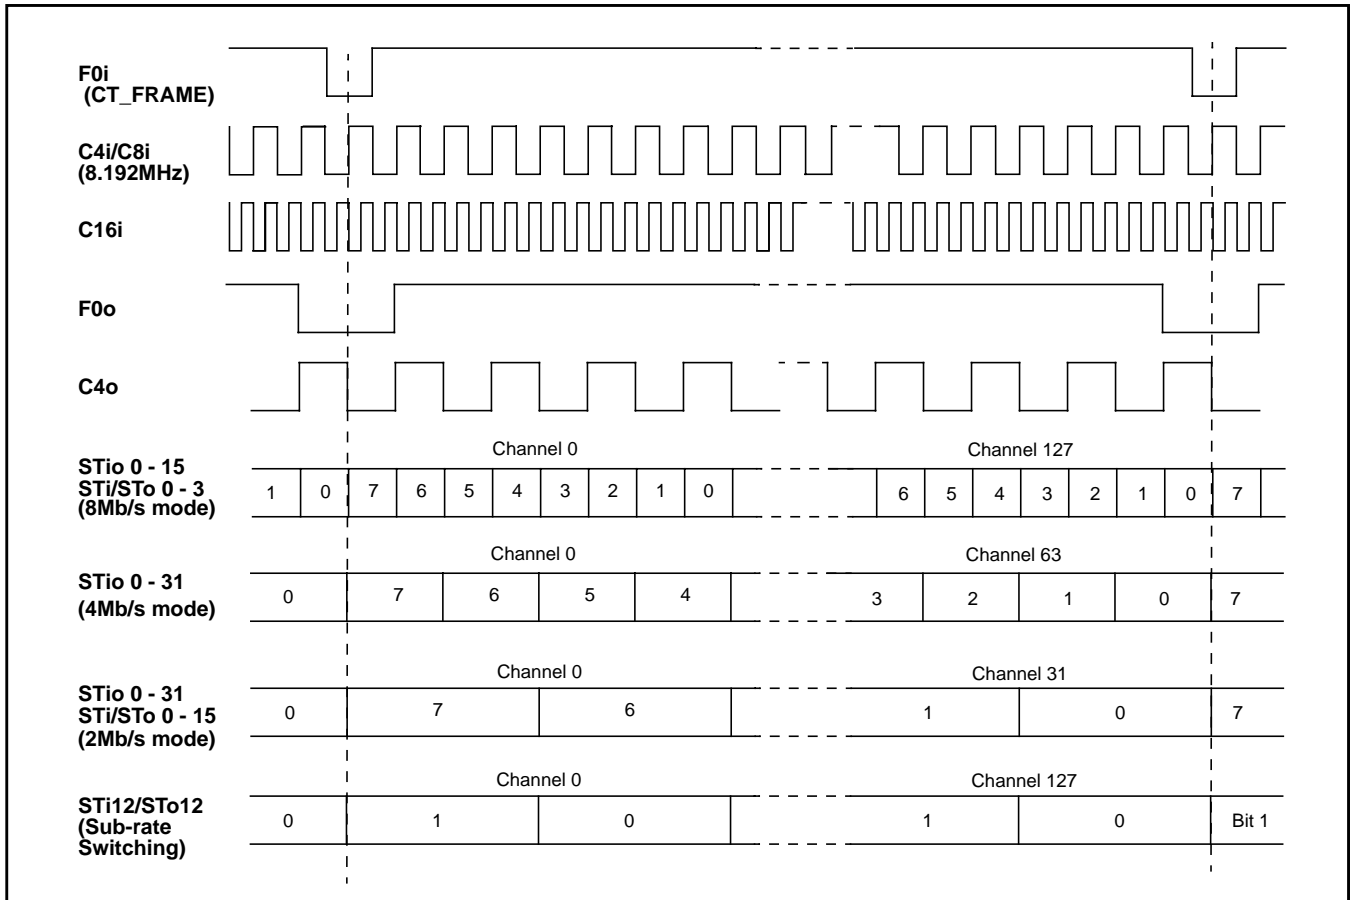 F0i
(CT_FRAME)
C4i/C8i
(8.192MHz)
C16i
F0o
C4o
Channel 0
Channel 127
STio 0 - 15
STi/STo 0 - 3
(8Mb/s mode)
1 0 7 6 5 4 3 2 1 0 6 5 4 3 2 1 0 7
Channel 0
Channel 63
STio 0 - 31
(4Mb/s mode)
0 7 6 5 4 3 2 1 0 7
Channel 0
Channel 31
STio 0 - 31
STi/STo 0 - 15
(2Mb/s mode)
0 7 6 1 0 7
Channel 0
Channel 127
STi12/STo12
(Sub-rate
Switching)
0 1 0 1 0 Bit 1